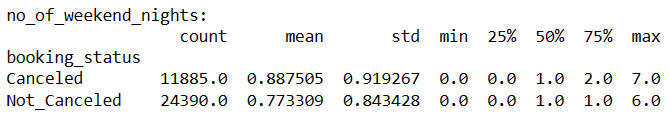 no_of_weekend_nights:
count mean std min 25% 50% 75% max
booking_status
Canceled 11885.0 0.887505 0.919267 0.0 0.0 1.0 2.0 7.0
Not_Canceled 24390.0 0.773309 0.843428 0.0 0.0 1.0 1.0 6.0